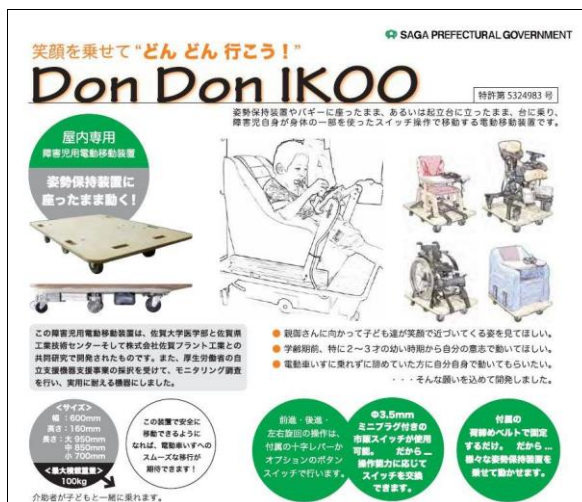 SAGA PREFECTURAL GOVERNMENT
笑顔を乗せて “どん どん 行こう！”
Don Don IKOO
特許第 5324983 号
姿勢保持装置やバギーに座ったまま、あるいは起立台に立ったまま、台に乗り、
障害児自身が身体の一部を使ったスイッチ操作で移動する電動移動装置です。
屋内専用
障害児用電動移動装置
姿勢保持装置に
座ったまま動く！
この障害児用電動移動装置は、佐賀大学医学部と佐賀県
工業技術センターそして株式会社佐賀プラント工業との
共同研究で開発されたものです。また、厚生労働省の自
立支援機器支援事業の採択を受けて、モニタリング調査
を行い、実用に耐える機器にしました。
● 親御さんに向かって子ども達が笑顔で近づいてくる姿を見てほしい。
● 学齢期前、特に２～３才の幼い時期から自分の意志で動いてほしい。
● 電動車いすに乗れずに諦めていた方に自分自身で動いてもらいたい。
・・・そんな願いを込めて開発しました。
＜サイズ＞
幅：600mm
高さ：160mm
長さ：大 950mm
中 850mm
小 700mm
＜最大積載重量＞
100kg
介助者が子どもと一緒に乗れます。
この装置で安全に
移動できるように
なれば、電動車いすへの
スムーズな移行が
期待できます！
前進・後進・
左右旋回の操作は、
付属の十字レバーか
オプションのボタン
スイッチで行います。
Φ3.5mm
ミニプラグ付きの
市販スイッチが使用
可能。 だから ...
操作能力に応じて
スイッチを交換
できます。
付属の
荷締めベルトで固定
するだけ。 だから ...
様々な姿勢保持装置を
乗せて動かせます。